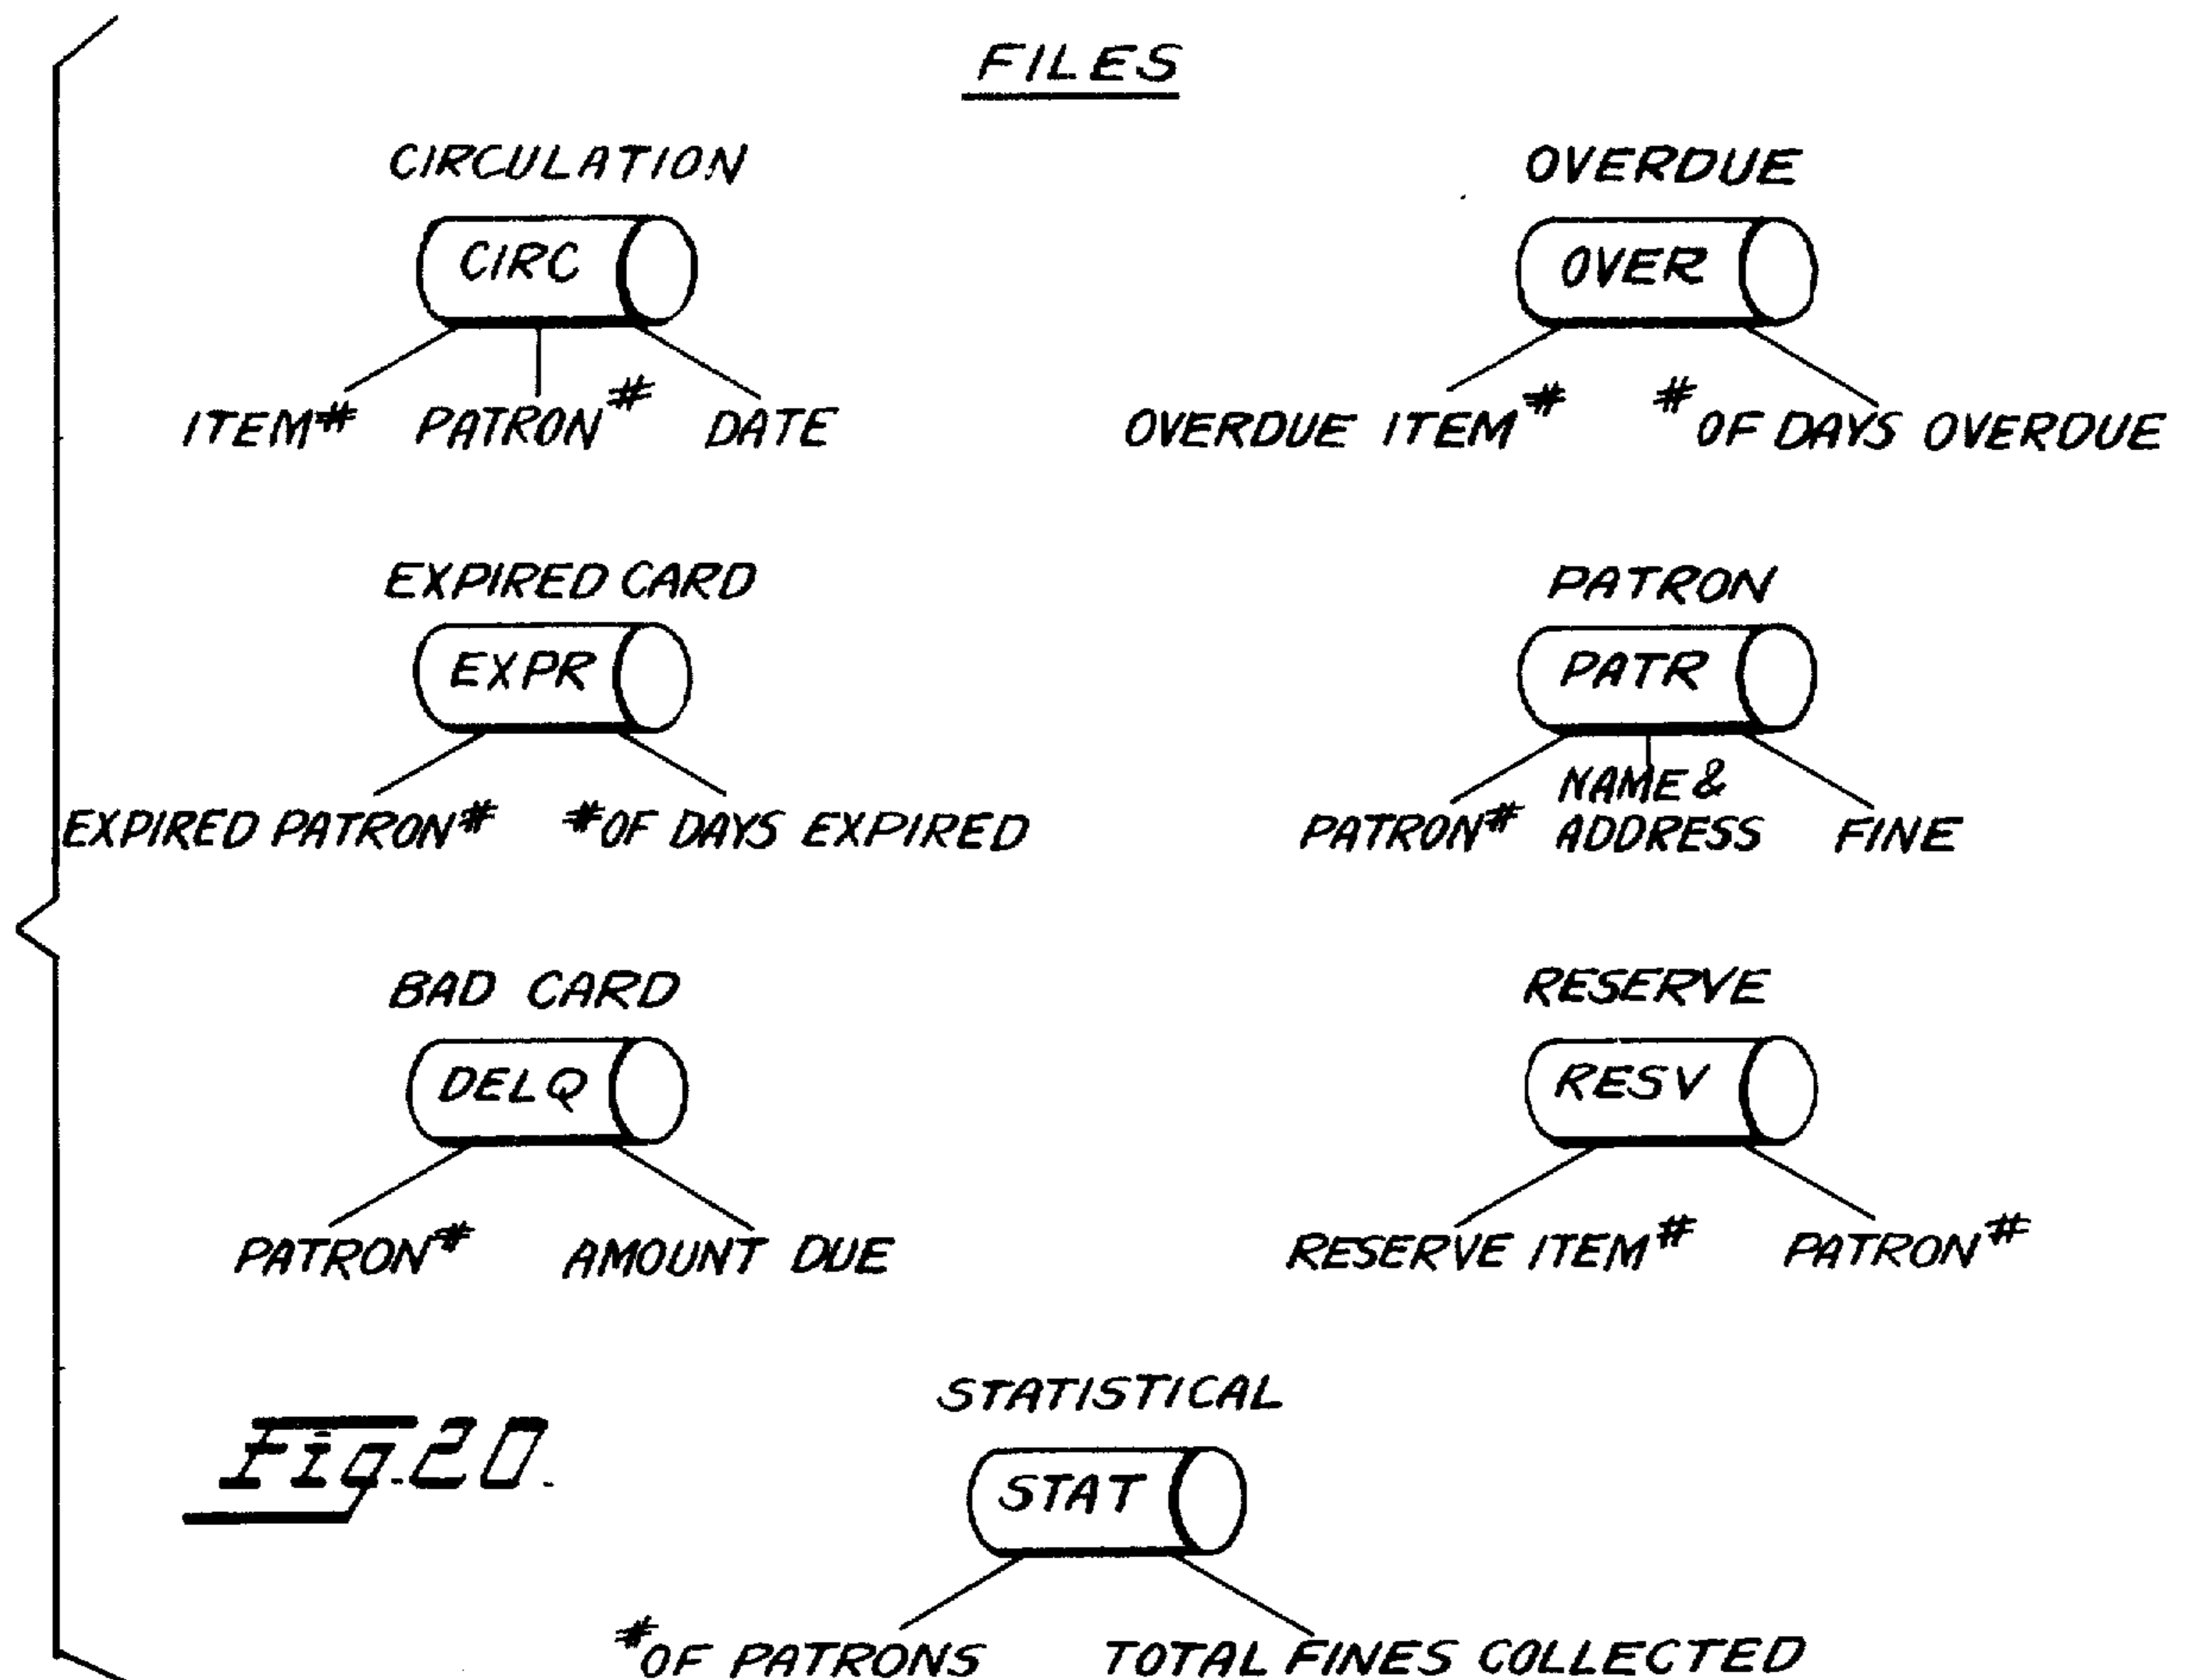 FILES
CIRCULATION
CIRC
ITEM# PATRON# DATE
OVERDUE
OVER
OVERDUE ITEM# # OF DAYS OVERDUE
EXPIRED CARD
EXPR
EXPIRED PATRON# # OF DAYS EXPIRED
PATRON
PATR
PATRON# NAME & ADDRESS FINE
BAD CARD
DELQ
PATRON# AMOUNT DUE
RESERVE
RESV
RESERVE ITEM# PATRON#
STATISTICAL
STAT
# OF PATRONS TOTAL FINES COLLECTED
Fig. 20.